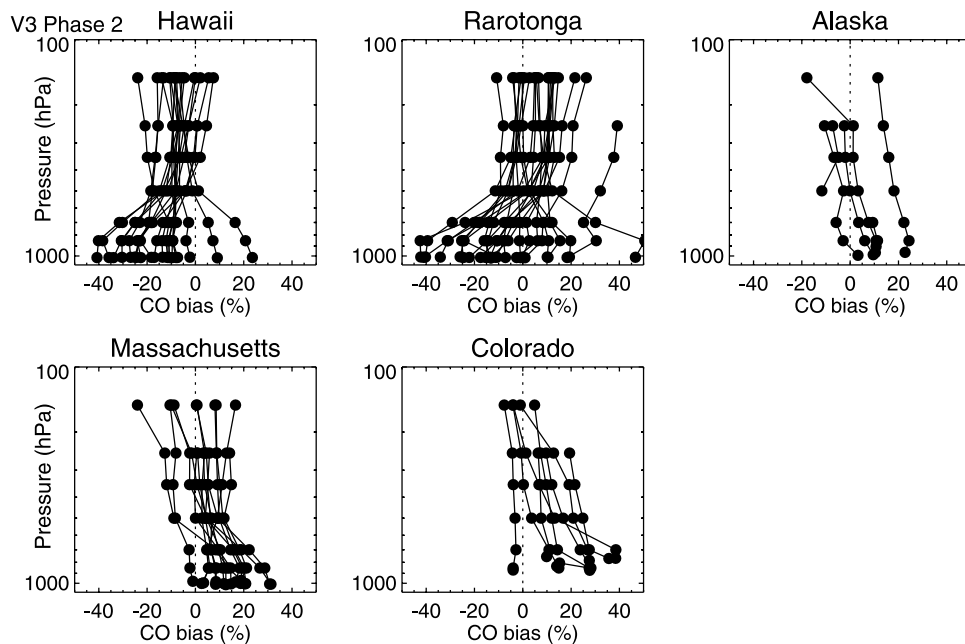 V3 Phase 2
Hawaii
Rarotonga
Alaska
100
1000
Pressure (hPa)
-40 -20 0 20 40
CO bias (%)
100
1000
-40 -20 0 20 40
CO bias (%)
100
1000
-40 -20 0 20 40
CO bias (%)
Massachusetts
Colorado
100
1000
Pressure (hPa)
-40 -20 0 20 40
CO bias (%)
100
1000
-40 -20 0 20 40
CO bias (%)